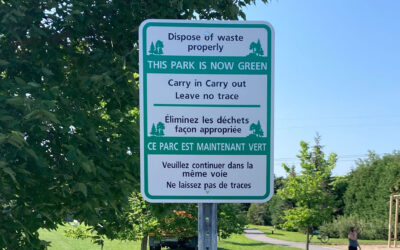 Dispose of waste
properly
THIS PARK IS NOW GREEN
Carry in Carry out
Leave no trace
Éliminez les déchets
façon appropriée
CE PARC EST MAINTENANT VERT
Veuillez continuer dans la
même voie
Ne laissez pas de traces